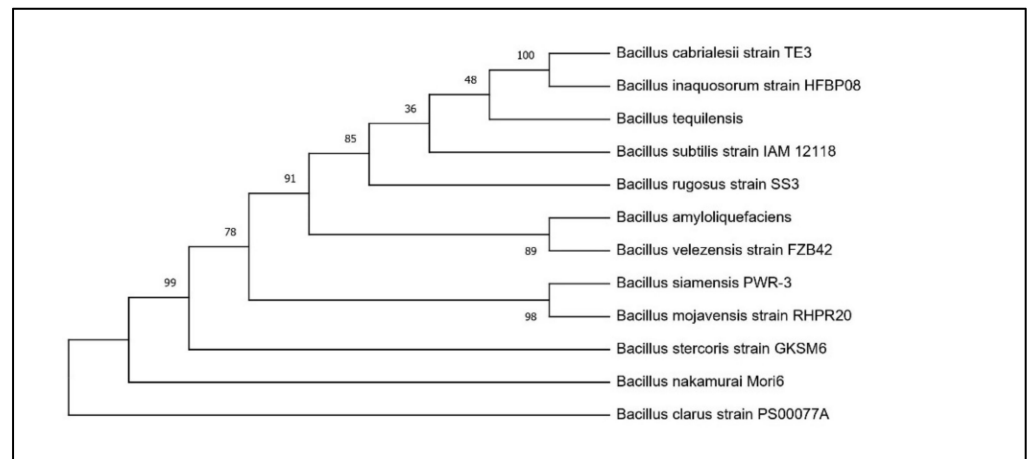 100
Bacillus cabrialesii strain TE3
Bacillus inaquosorum strain HFBP08
48
Bacillus tequilensis
36
Bacillus subtilis strain IAM 12118
85
Bacillus rugosus strain SS3
91
Bacillus amyloliquefaciens
89
Bacillus velezensis strain FZB42
78
Bacillus siamensis PWR-3
98
Bacillus mojavensis strain RHPR20
99
Bacillus stercoris strain GKSM6
Bacillus nakamurai Mori6
Bacillus clarus strain PS00077A